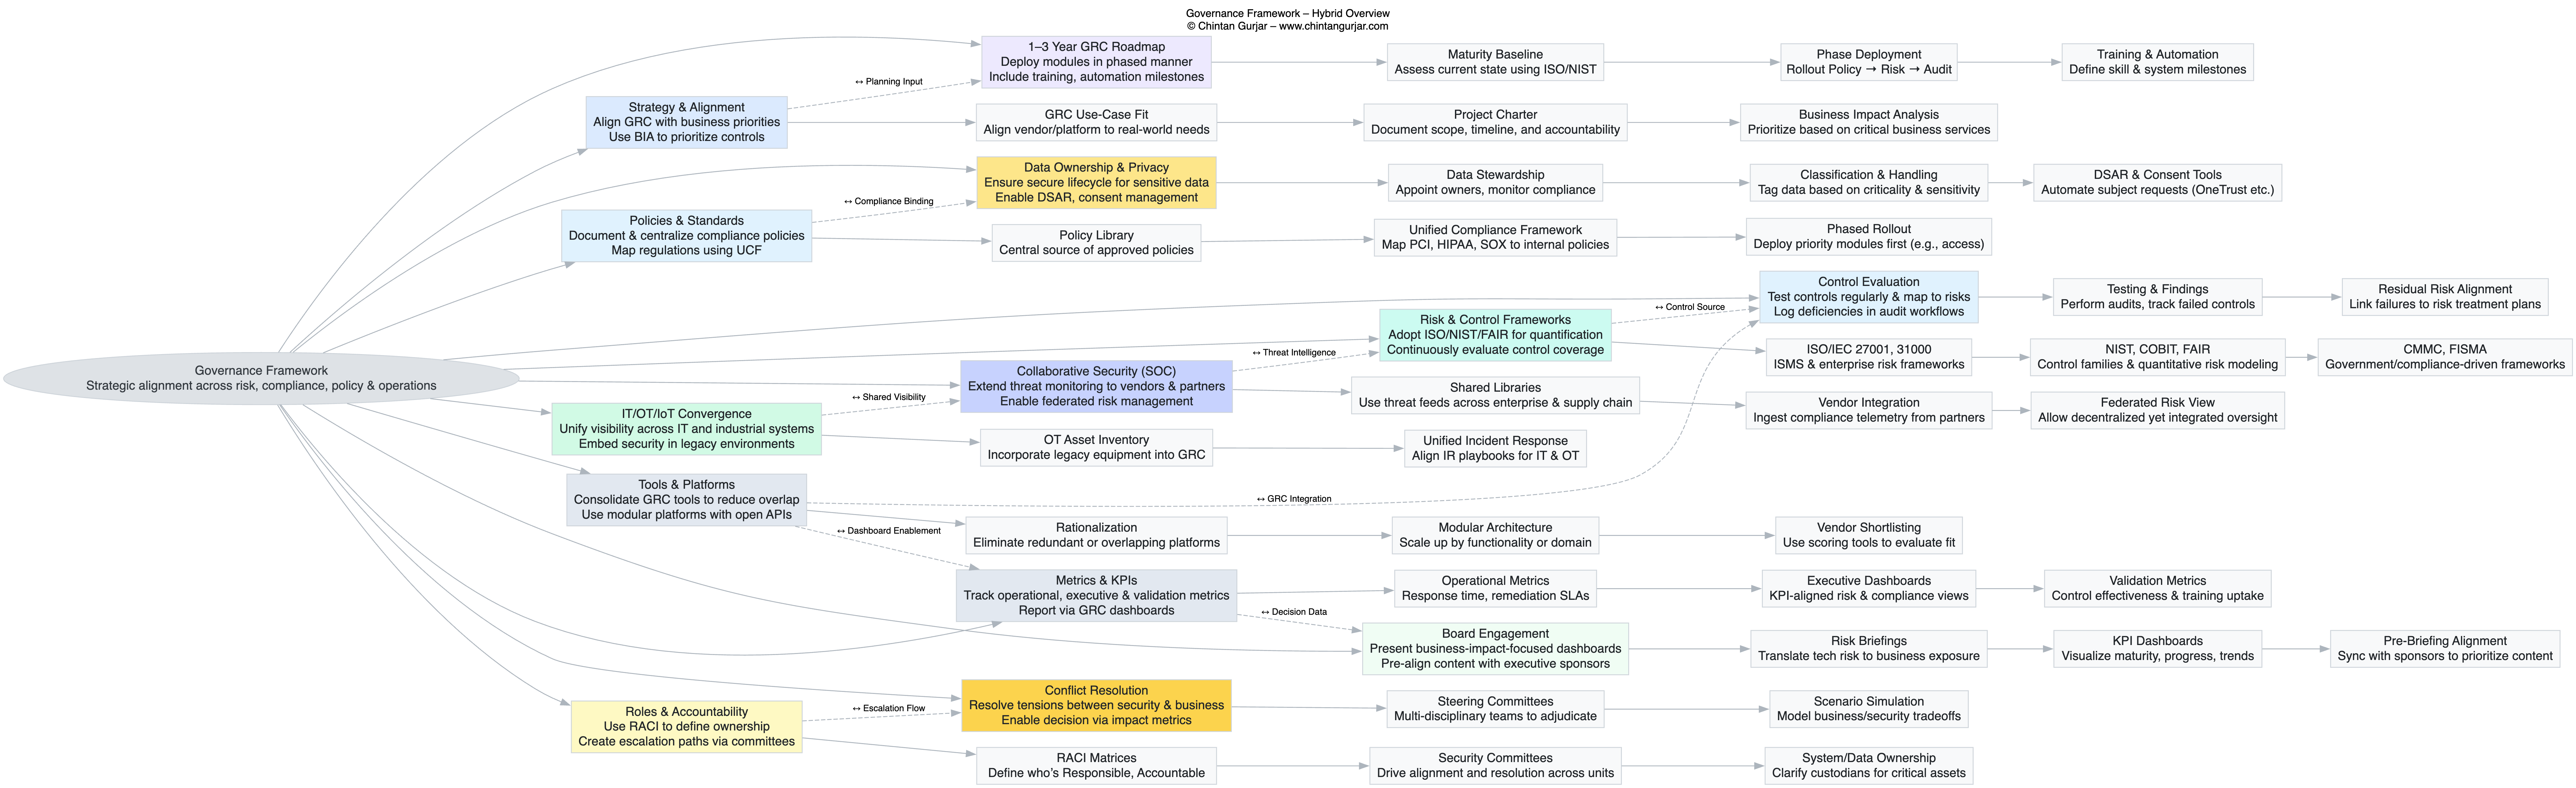 Governance Framework – Hybrid Overview
© Chintan Gurjar – www.chintangurjar.com
1–3 Year GRC Roadmap
Deploy modules in phased manner
Include training, automation milestones
Maturity Baseline
Assess current state using ISO/NIST
Phase Deployment
Rollout Policy → Risk → Audit
Training & Automation
Define skill & system milestones
↔ Planning Input
Strategy & Alignment
Align GRC with business priorities
Use BIA to prioritize controls
GRC Use-Case Fit
Align vendor/platform to real-world needs
Project Charter
Document scope, timeline, and accountability
Business Impact Analysis
Prioritize based on critical business services
Data Ownership & Privacy
Ensure secure lifecycle for sensitive data
Enable DSAR, consent management
Data Stewardship
Appoint owners, monitor compliance
Classification & Handling
Tag data based on criticality & sensitivity
DSAR & Consent Tools
Automate subject requests (OneTrust etc.)
↔ Compliance Binding
Policies & Standards
Document & centralize compliance policies
Map regulations using UCF
Policy Library
Central source of approved policies
Unified Compliance Framework
Map PCI, HIPAA, SOX to internal policies
Phased Rollout
Deploy priority modules first (e.g., access)
Control Evaluation
Test controls regularly & map to risks
Log deficiencies in audit workflows
Testing & Findings
Perform audits, track failed controls
Residual Risk Alignment
Link failures to risk treatment plans
↔ Control Source
Risk & Control Frameworks
Adopt ISO/NIST/FAIR for quantification
Continuously evaluate control coverage
ISO/IEC 27001, 31000
ISMS & enterprise risk frameworks
NIST, COBIT, FAIR
Control families & quantitative risk modeling
CMMC, FISMA
Government/compliance-driven frameworks
↔ Threat Intelligence
Governance Framework
Strategic alignment across risk, compliance, policy & operations
Collaborative Security (SOC)
Extend threat monitoring to vendors & partners
Enable federated risk management
Shared Libraries
Use threat feeds across enterprise & supply chain
Vendor Integration
Ingest compliance telemetry from partners
Federated Risk View
Allow decentralized yet integrated oversight
↔ Shared Visibility
IT/OT/IoT Convergence
Unify visibility across IT and industrial systems
Embed security in legacy environments
OT Asset Inventory
Incorporate legacy equipment into GRC
Unified Incident Response
Align IR playbooks for IT & OT
Tools & Platforms
Consolidate GRC tools to reduce overlap
Use modular platforms with open APIs
↔ GRC Integration
↔ Dashboard Enablement
Rationalization
Eliminate redundant or overlapping platforms
Modular Architecture
Scale up by functionality or domain
Vendor Shortlisting
Use scoring tools to evaluate fit
Metrics & KPIs
Track operational, executive & validation metrics
Report via GRC dashboards
Operational Metrics
Response time, remediation SLAs
Executive Dashboards
KPI-aligned risk & compliance views
Validation Metrics
Control effectiveness & training uptake
↔ Decision Data
Board Engagement
Present business-impact-focused dashboards
Pre-align content with executive sponsors
Risk Briefings
Translate tech risk to business exposure
KPI Dashboards
Visualize maturity, progress, trends
Pre-Briefing Alignment
Sync with sponsors to prioritize content
Conflict Resolution
Resolve tensions between security & business
Enable decision via impact metrics
Steering Committees
Multi-disciplinary teams to adjudicate
Scenario Simulation
Model business/security tradeoffs
↔ Escalation Flow
Roles & Accountability
Use RACI to define ownership
Create escalation paths via committees
RACI Matrices
Define who's Responsible, Accountable
Security Committees
Drive alignment and resolution across units
System/Data Ownership
Clarify custodians for critical assets